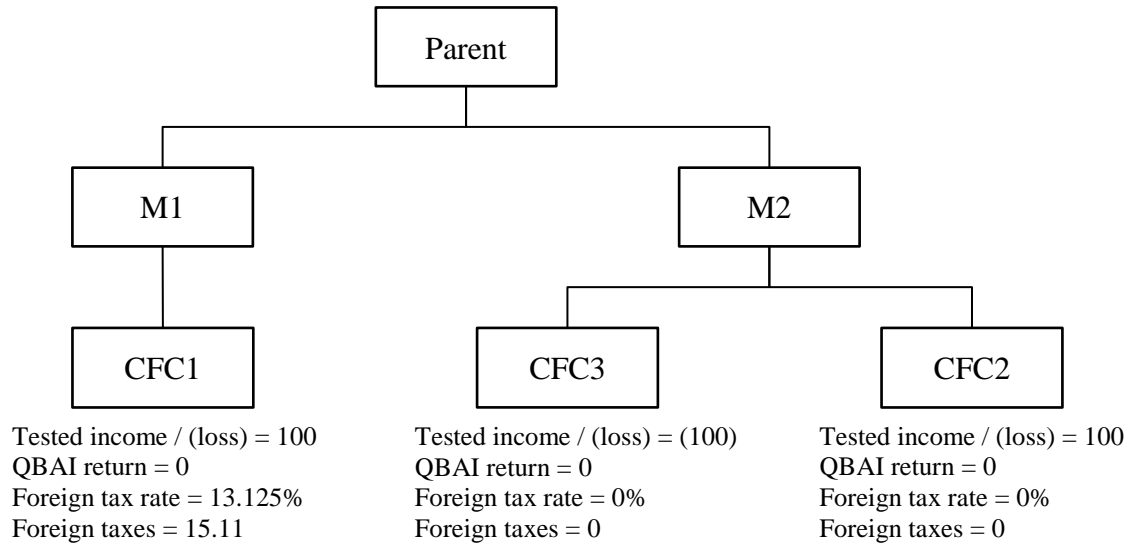 Parent
M1
M2
CFC1
CFC3
CFC2
Tested income / (loss) = 100
QBAI return = 0
Foreign tax rate = 13.125%
Foreign taxes = 15.11
Tested income / (loss) = (100)
QBAI return = 0
Foreign tax rate = 0%
Foreign taxes = 0
Tested income / (loss) = 100
QBAI return = 0
Foreign tax rate = 0%
Foreign taxes = 0